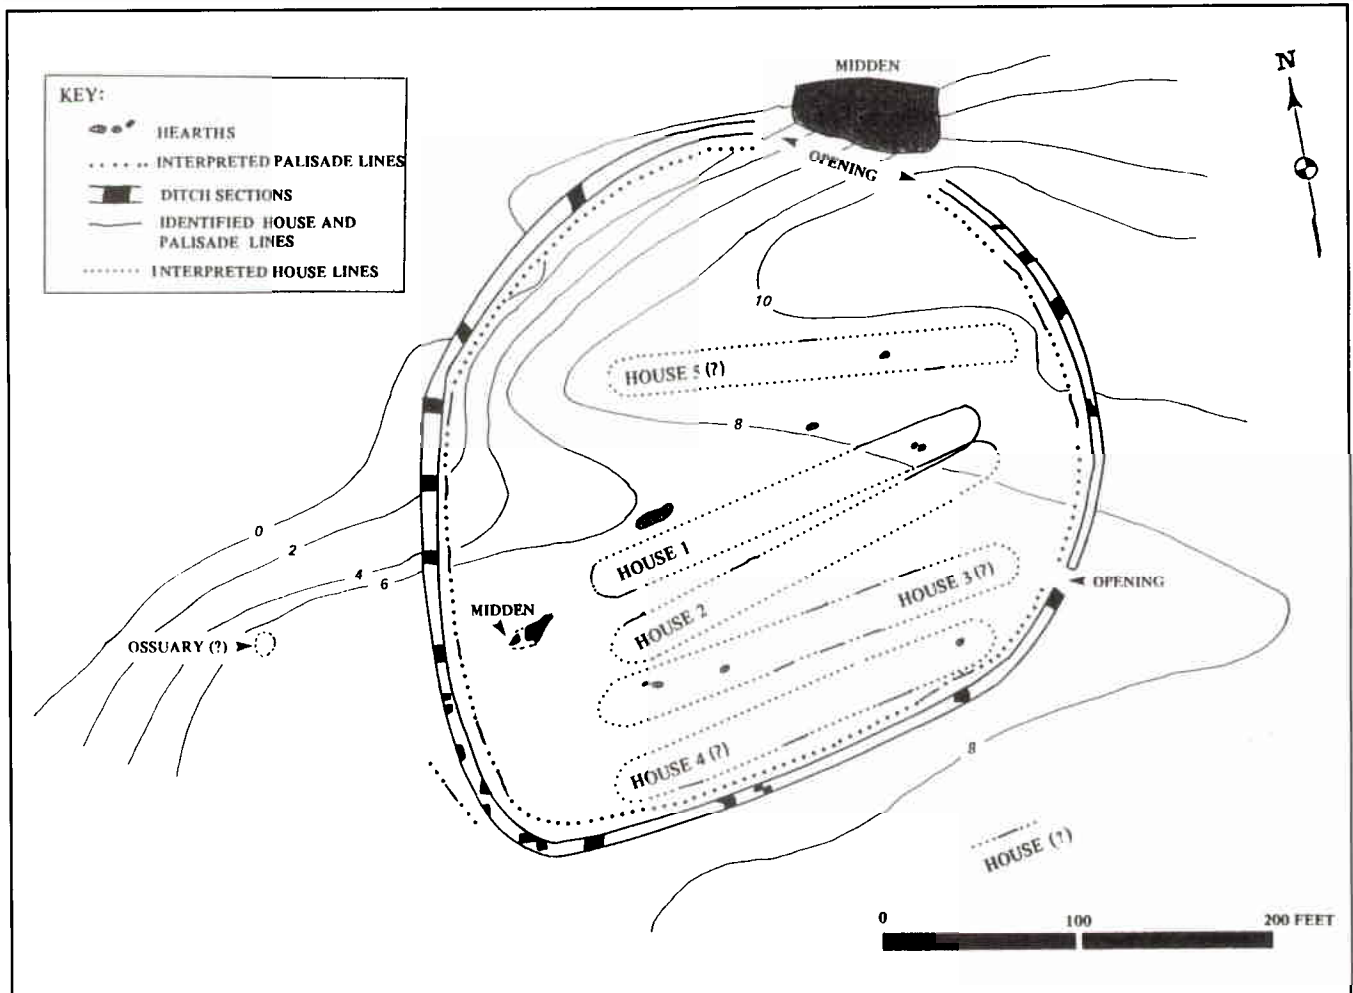 MIDDEN
N
KEY:
HEARTHS
INTERPRETED PALISADE LINES
DITCH SECTIONS
IDENTIFIED HOUSE AND
PALISADE LINES
INTERPRETED HOUSE LINES
OPENING
10
HOUSE 5 (?)
8
0
2
4
6
HOUSE 1
HOUSE 2
HOUSE 3 (?)
OPENING
MIDDEN
OSSUARY (?)
HOUSE 4 (?)
8
HOUSE (?)
0 100 200 FEET